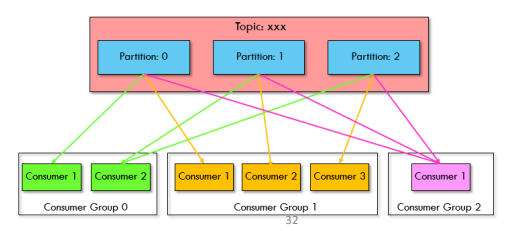 Topic: xxx
Partition: 0 Partition: 1 Partition: 2
Consumer 1 Consumer 2 Consumer 1 Consumer 2 Consumer 3 Consumer 1
Consumer Group 0 Consumer Group 1 Consumer Group 2
32